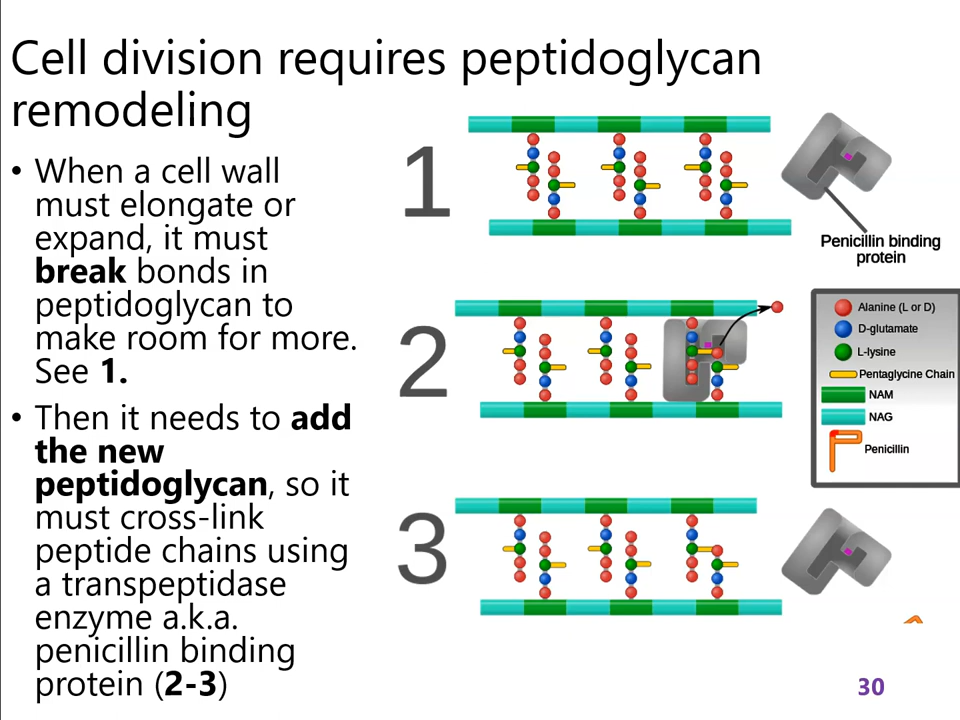 Cell division requires peptidoglycan
remodeling
• When a cell wall
must elongate or
expand, it must
break bonds in
peptidoglycan to
make room for more.
See 1.
• Then it needs to add
the new
peptidoglycan, so it
must cross-link
peptide chains using
a transpeptidase
enzyme a.k.a.
penicillin binding
protein (2-3)
1
Penicillin binding
protein
2
Alanine (L or D)
D-glutamate
L-lysine
Pentaglycine Chain
NAM
NAG
Penicillin
3
30